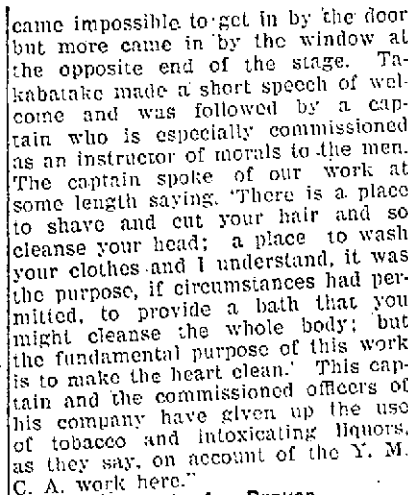 came impossible to get in by the door
but more came in by the window at
the opposite end of the stage. Ta-
kabatake made a short speech of wel-
come and was followed by a cap-
tain who is especially commissioned
as an instructor of morals to the men.
The captain spoke of our work at
some length saying, 'There is a place
to shave and cut your hair and so
cleanse your head; a place to wash
your clothes and I understand, it was
the purpose, if circumstances had per-
mitted, to provide a bath that you
might cleanse the whole body; but
the fundamental purpose of this work
is to make the heart clean.' This cap-
tain and the commissioned officers of
his company have given up the use
of tobacco and intoxicating liquors,
as they say, on account of the Y. M.
C. A. work here."